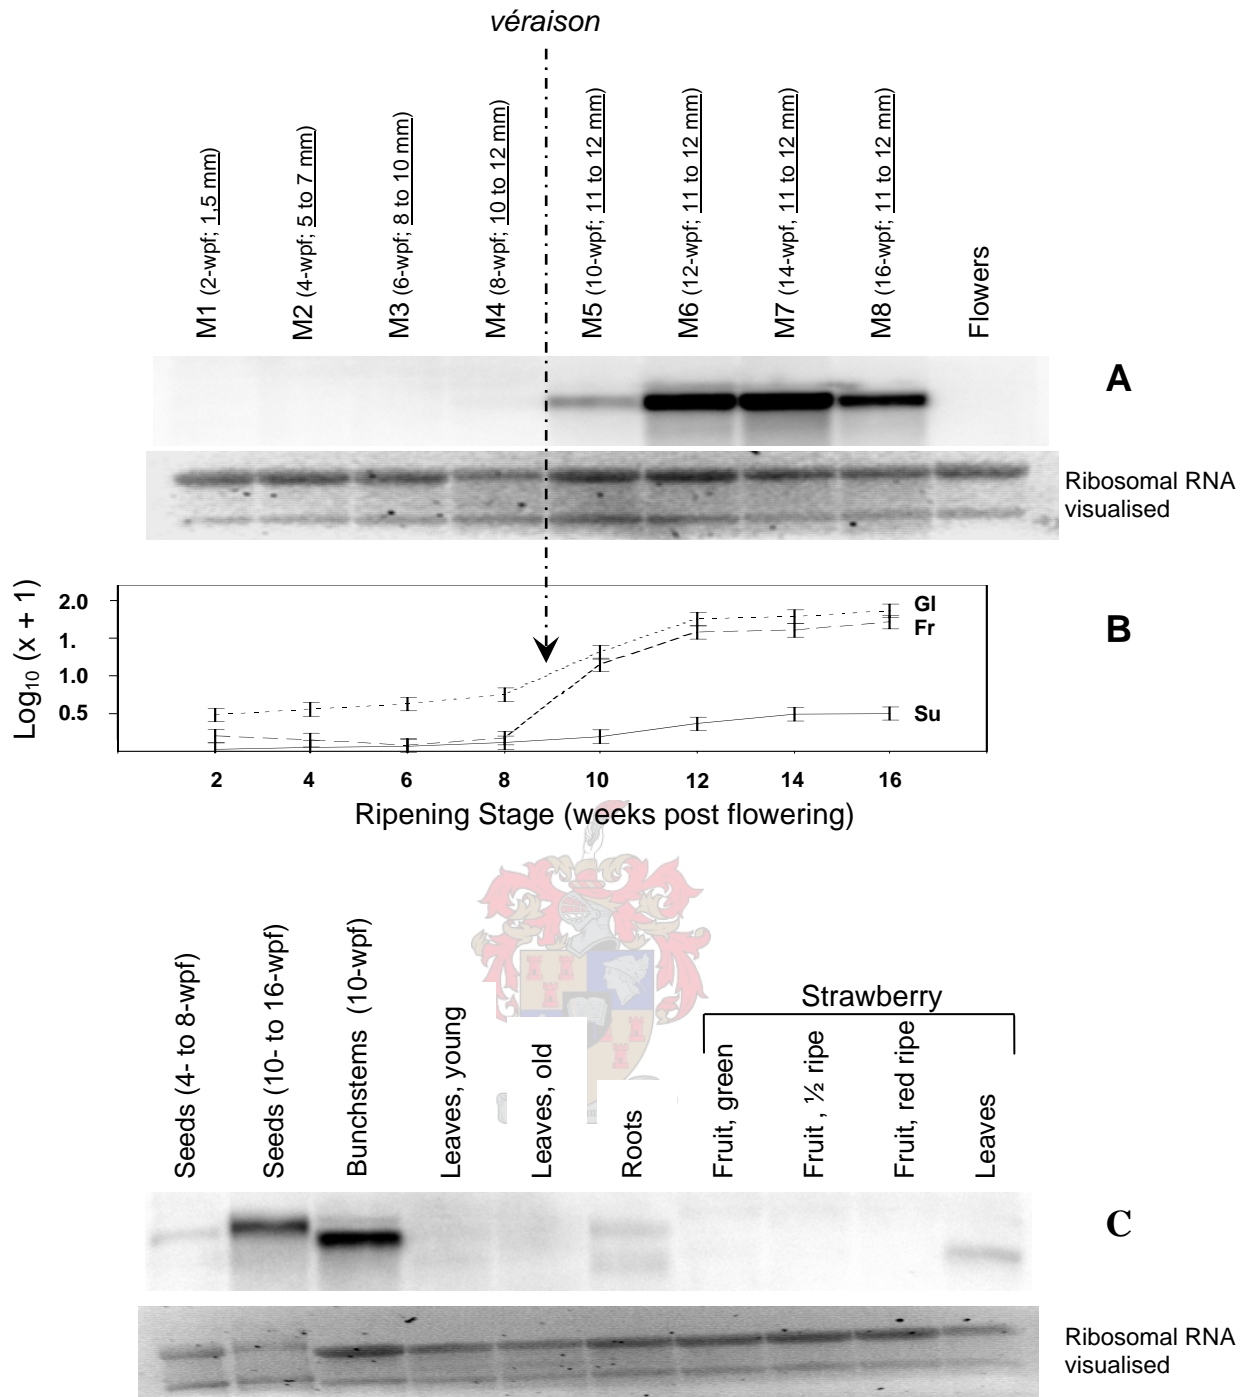 véraison
M1 (2-wpf; 1,5 mm)
M2 (4-wpf; 5 to 7 mm)
M3 (6-wpf; 8 to 10 mm)
M4 (8-wpf; 10 to 12 mm)
M5 (10-wpf; 11 to 12 mm)
M6 (12-wpf; 11 to 12 mm)
M7 (14-wpf, 11 to 12 mm)
M8 (16-wpf; 11 to 12 mm)
Flowers
A
Ribosomal RNA
visualised
Log10 (x + 1)
2.0
1.
1.0
0.5
Gl
Fr
Su
B
2 4 6 8 10 12 14 16
Ripening Stage (weeks post flowering)
Seeds (4- to 8-wpf)
Seeds (10- to 16-wpf)
Bunchstems (10-wpf)
Leaves, young
Leaves, old
Roots
Strawberry
Fruit, green
Fruit , ½ ripe
Fruit, red ripe
Leaves
C
Ribosomal RNA
visualised